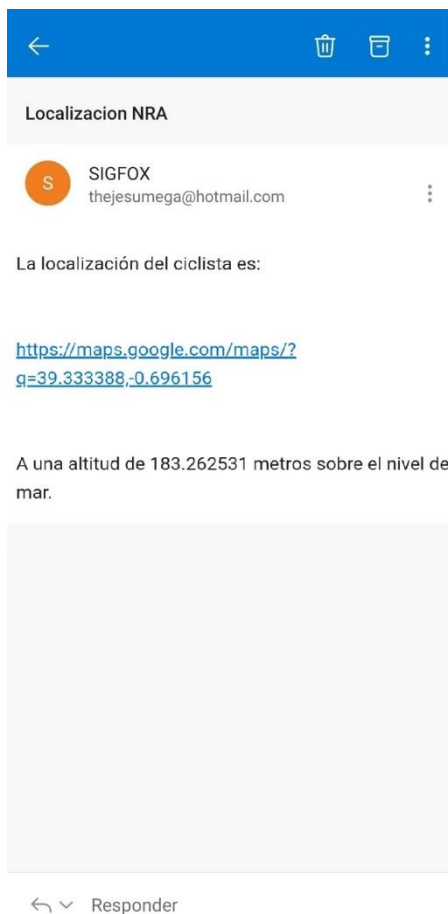 Localizacion NRA
S
SIGFOX
thejesumega@hotmail.com
La localización del ciclista es:
https://maps.google.com/maps/?
q=39.333388,-0.696156
A una altitud de 183.262531 metros sobre el nivel de
mar.
Responder